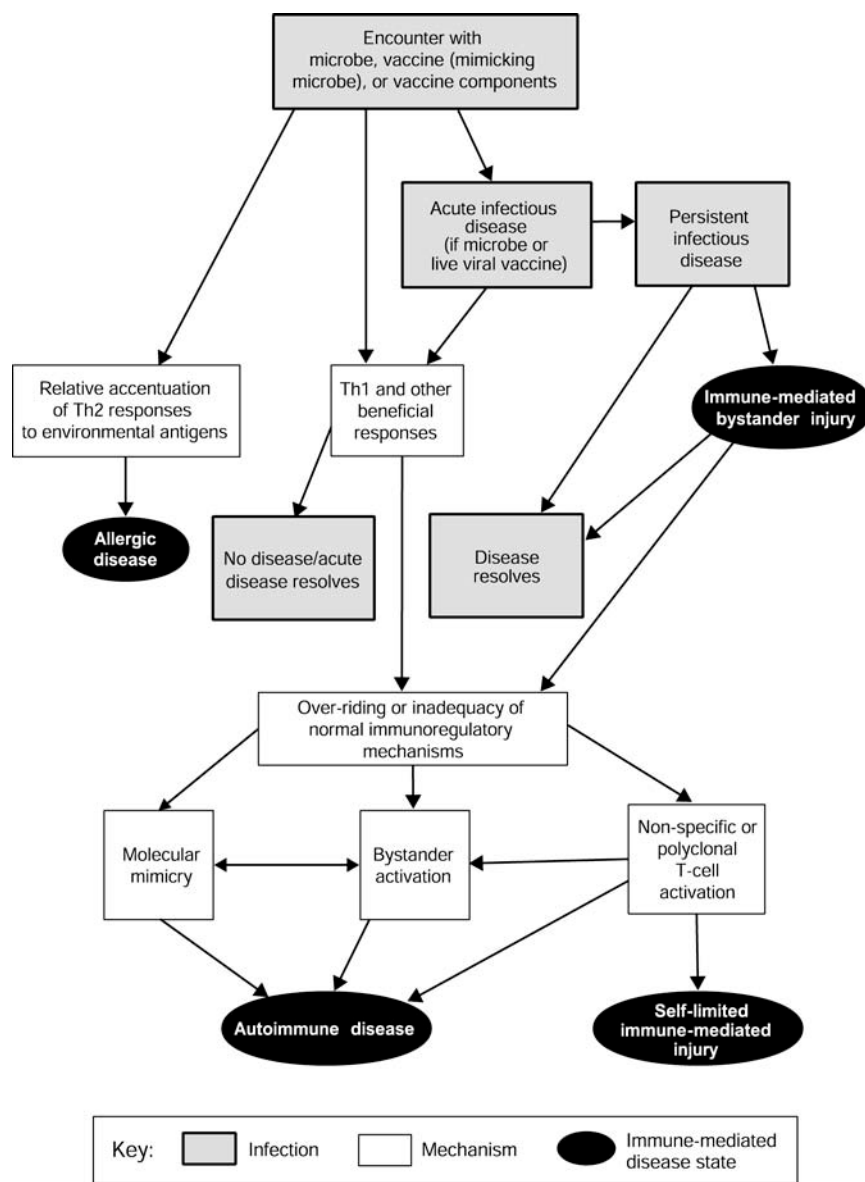 Encounter with
microbe, vaccine (mimicking
microbe), or vaccine components
Acute infectious
disease
(if microbe or
live viral vaccine)
Persistent
infectious
disease
Relative accentuation
of Th2 responses
to environmental antigens
Th1 and other
beneficial
responses
Immune-mediated
bystander injury
Allergic
disease
No disease/acute
disease resolves
Disease
resolves
Over-riding or inadequacy of
normal immunoregulatory
mechanisms
Molecular
mimicry
Bystander
activation
Non-specific or
polyclonal
T-cell
activation
Autoimmune disease
Self-limited
immune-mediated
injury
Key:
Infection
Mechanism
Immune-mediated
disease state